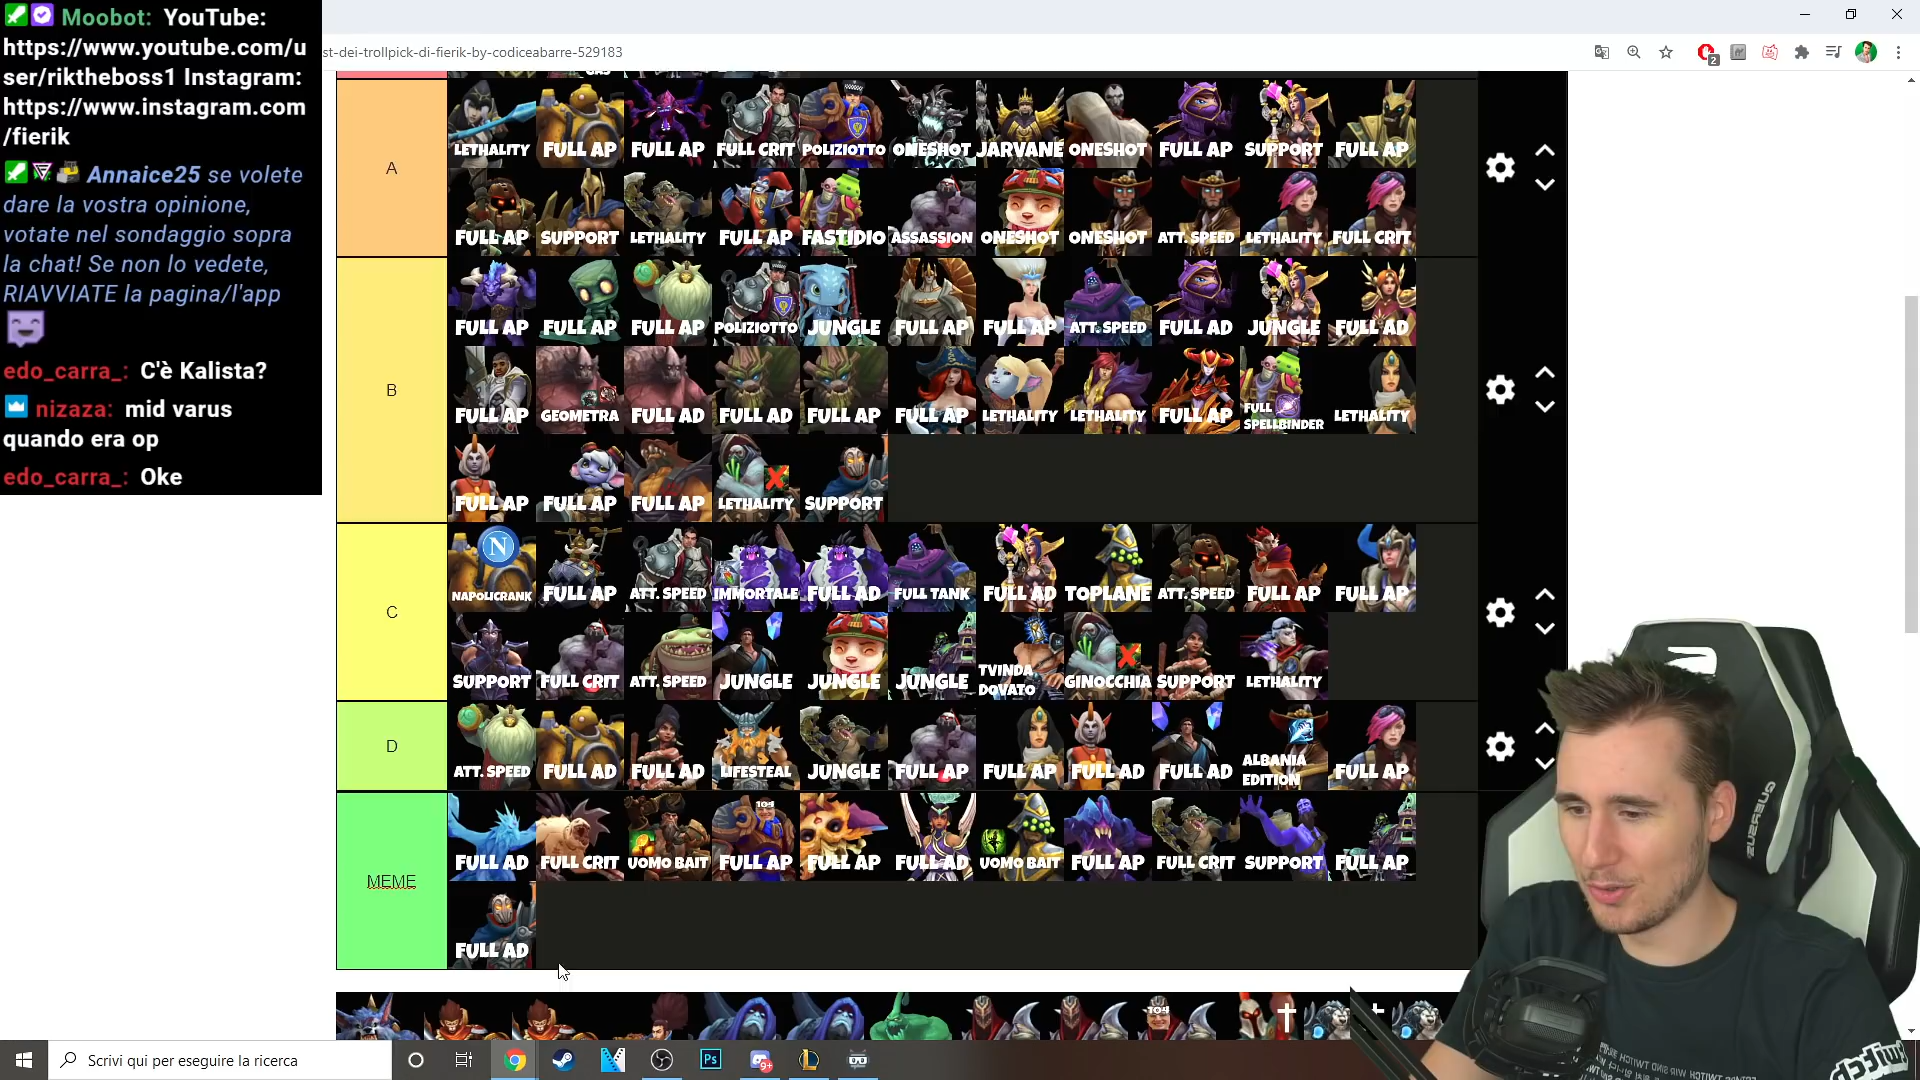 Moobot: YouTube:
https://www.youtube.com/u
ser/riktheboss1 Instagram:
https://www.instagram.com
/fierik
Annaice25 se volete
dare la vostra opinione,
votate nel sondaggio sopra
la chat! Se non lo vedete,
RIAVVIATE la pagina/l'app
edo_carra_: C'è Kalista?
nizaza: mid varus
quando era op
edo_carra_: Oke
st-dei-trollpick-di-fierik-by-codiceabarre-529183
2
GAS
A
LETHALITY FULL AP FULL AP FULL CRIT POLIZIOTTO ONESHOT JARVANE ONESHOT FULL AP SUPPORT FULL AP
FULL AP SUPPORT LETHALITY FULL AP FASTIDIO ASSASSION ONESHOT ONESHOT ATT. SPEED LETHALITY FULL CRIT
B
FULL AP FULL AP FULL AP POLIZIOTTO JUNGLE FULL AP FULL AP ATT. SPEED FULL AD JUNGLE FULL AD
FULL AP GEOMETRA FULL AD FULL AD FULL AP FULL AP LETHALITY LETHALITY FULL AP FULL SPELLBINDER LETHALITY
FULL AP FULL AP FULL AP LETHALITY SUPPORT
C
N
NAPOLICRANK FULL AP ATT. SPEED IMMORTALE FULL AD FULL TANK FULL AD TOPLANE ATT. SPEED FULL AP FULL AP
SUPPORT FULL CRIT ATT. SPEED JUNGLE JUNGLE JUNGLE TVINDA DOVATO GINOCCHIA SUPPORT LETHALITY
D
ATT. SPEED FULL AD FULL AD LIFESTEAL JUNGLE FULL AP FULL AP FULL AD FULL AD ALBANIA EDITION FULL AP
MEME
104
FULL AD FULL CRIT UOMO BAIT FULL AP FULL AP FULL AD UOMO BAIT FULL AP FULL CRIT SUPPORT FULL AP
FULL AD
104
Scrivi qui per eseguire la ricerca
Ps
9+
QUERSUS